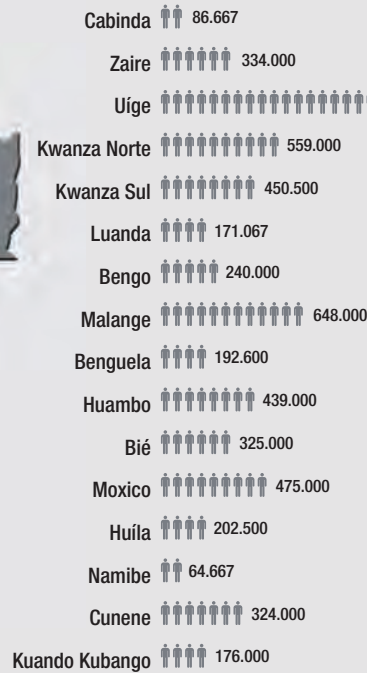 Cabinda 86.667
Zaire 334.000
Uíge
Kwanza Norte 559.000
Kwanza Sul 450.500
Luanda 171.067
Bengo 240.000
Malange 648.000
Benguela 192.600
Huambo 439.000
Bié 325.000
Moxico 475.000
Huíla 202.500
Namibe 64.667
Cunene 324.000
Kuando Kubango 176.000